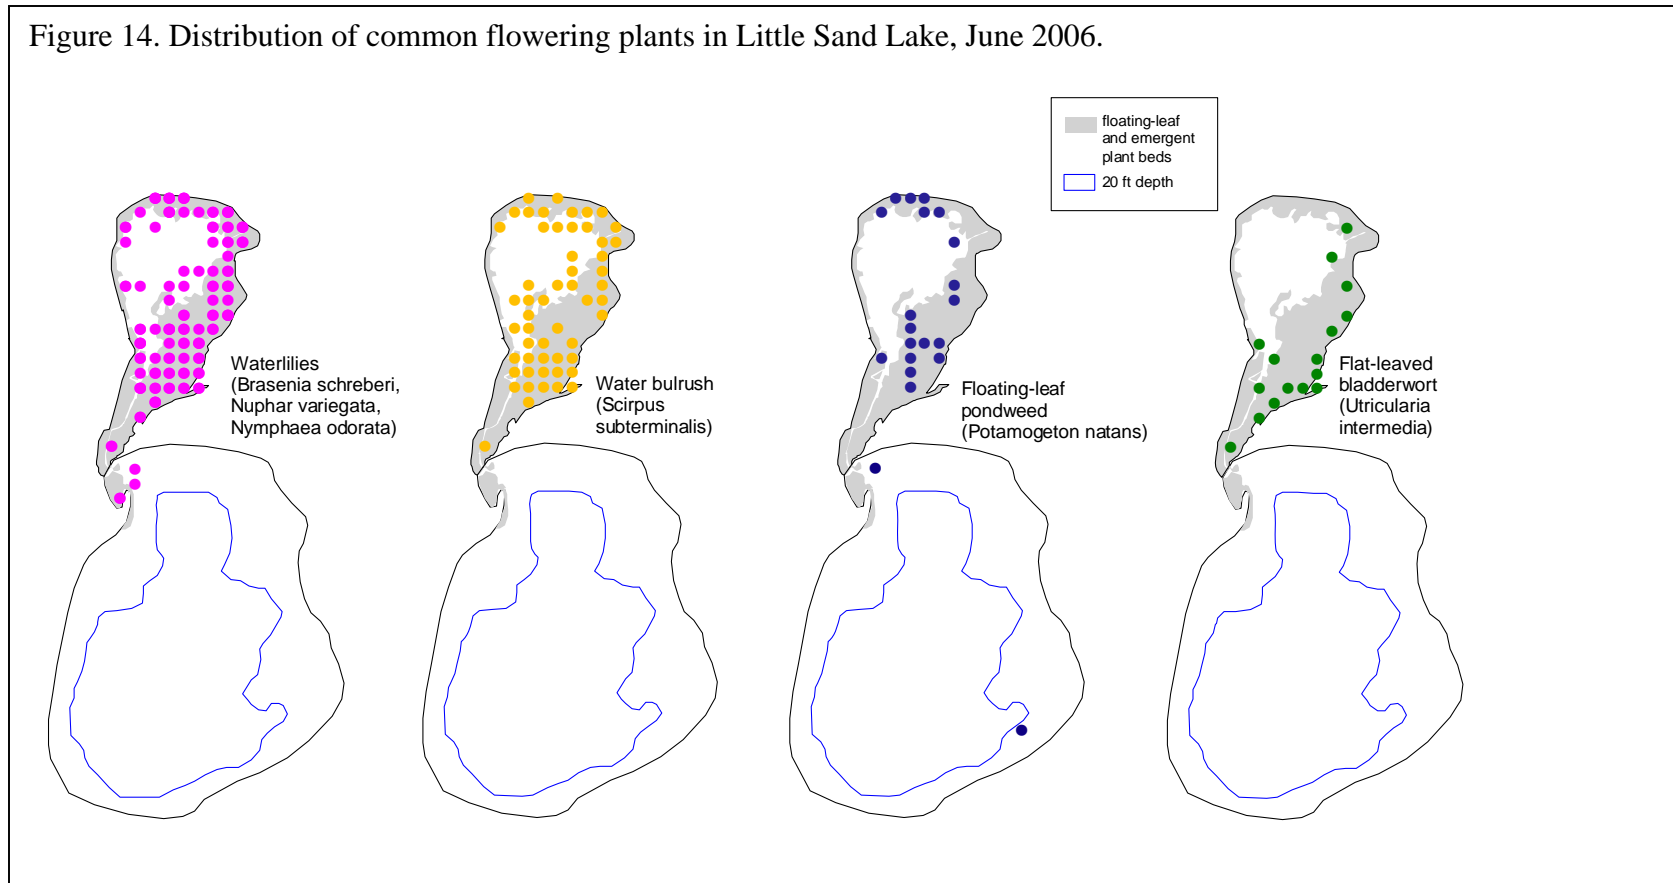 Figure 14. Distribution of common flowering plants in Little Sand Lake, June 2006.
floating-leaf
and emergent
plant beds
20 ft depth
Waterlilies
(Brasenia schreberi,
Nuphar variegata,
Nymphaea odorata)
Water bulrush
(Scirpus
subterminalis)
Floating-leaf
pondweed
(Potamogeton natans)
Flat-leaved
bladderwort
(Utricularia
intermedia)